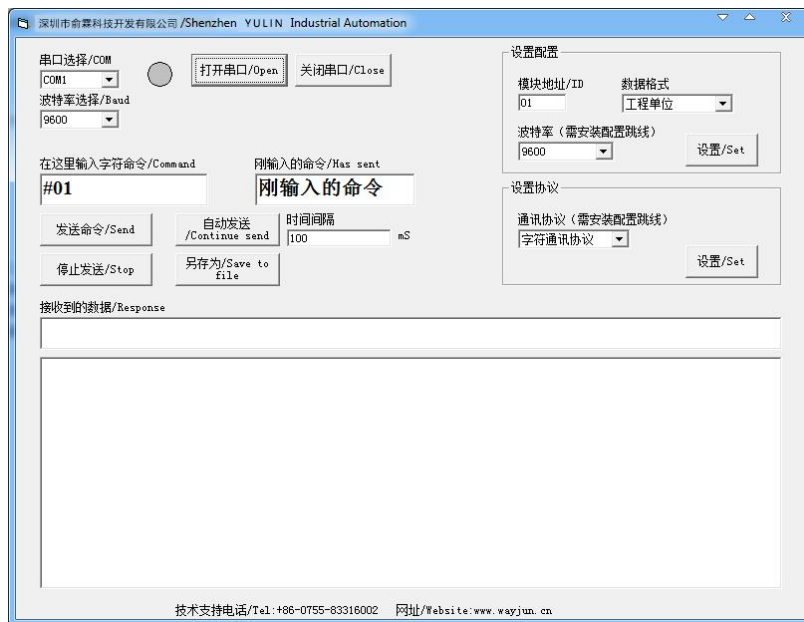 深圳市俞霖科技开发有限公司/Shenzhen YULIN Industrial Automation
串口选择/COM
COM1
打开串口/Open
关闭串口/Close
波特率选择/Baud
9600
在这里输入字符命令/Command
刚输入的命令/Has sent
#01
刚输入的命令
发送命令/Send
自动发送
/Continue send
时间间隔
100
mS
停止发送/Stop
另存为/Save to
file
设置配置
模块地址/ID
数据格式
01
工程单位
波特率（需安装配置跳线）
9600
设置/Set
设置协议
通讯协议（需安装配置跳线）
字符通讯协议
设置/Set
接收到的数据/Response
技术支持电话/Tel:+86-0755-83316002 网址/Website:www.wayjun.cn